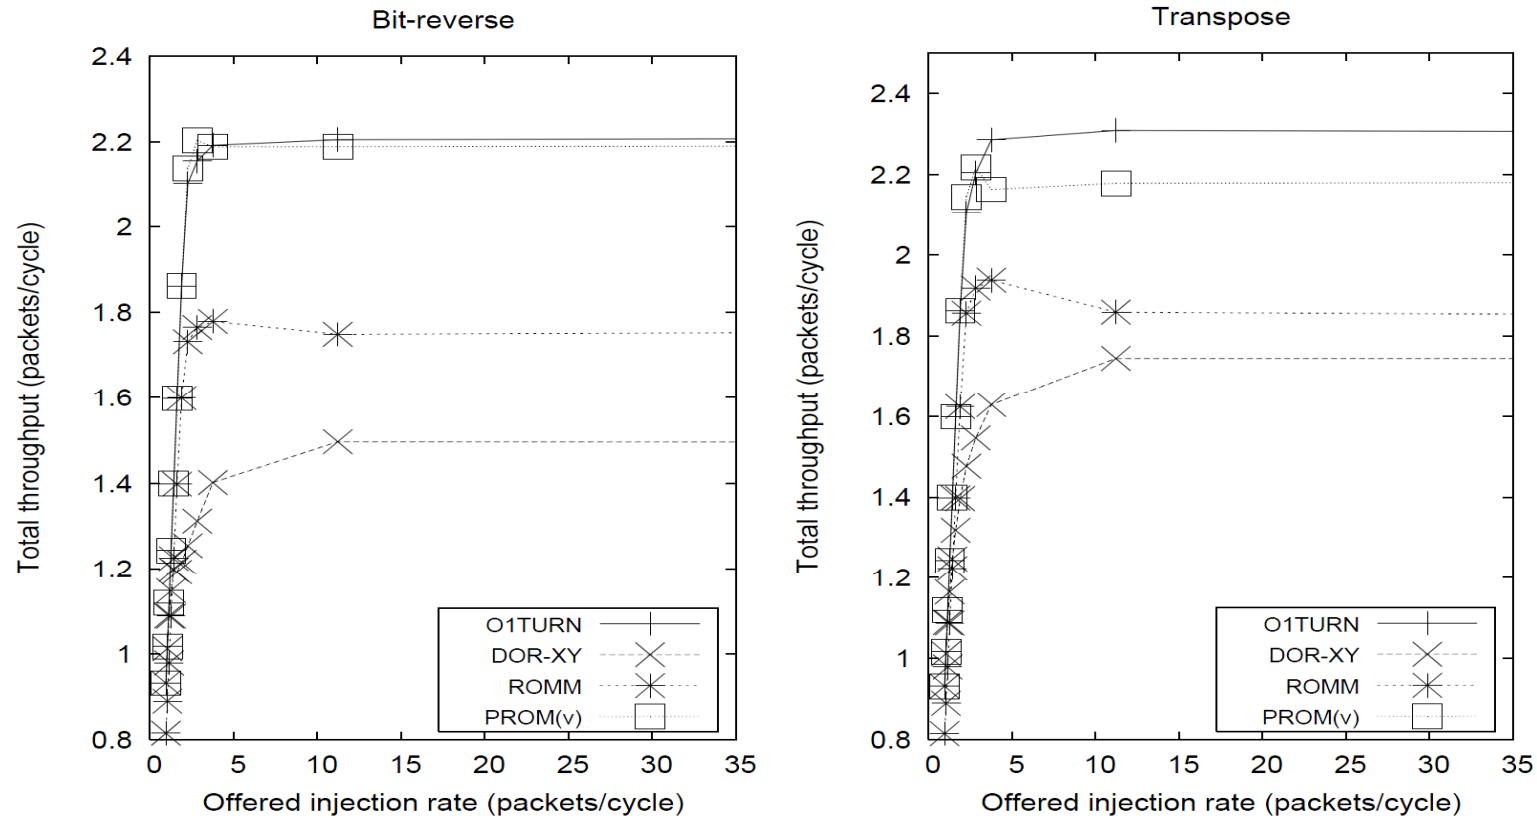 Bit-reverse
Total throughput (packets/cycle)
2.4
2.2
2
1.8
1.6
1.4
1.2
1
0.8
O1TURN
DOR-XY
ROMM
PROM(v)
0 5 10 15 20 25 30 35
Offered injection rate (packets/cycle)
Transpose
Total throughput (packets/cycle)
2.4
2.2
2
1.8
1.6
1.4
1.2
1
0.8
O1TURN
DOR-XY
ROMM
PROM(v)
0 5 10 15 20 25 30 35
Offered injection rate (packets/cycle)